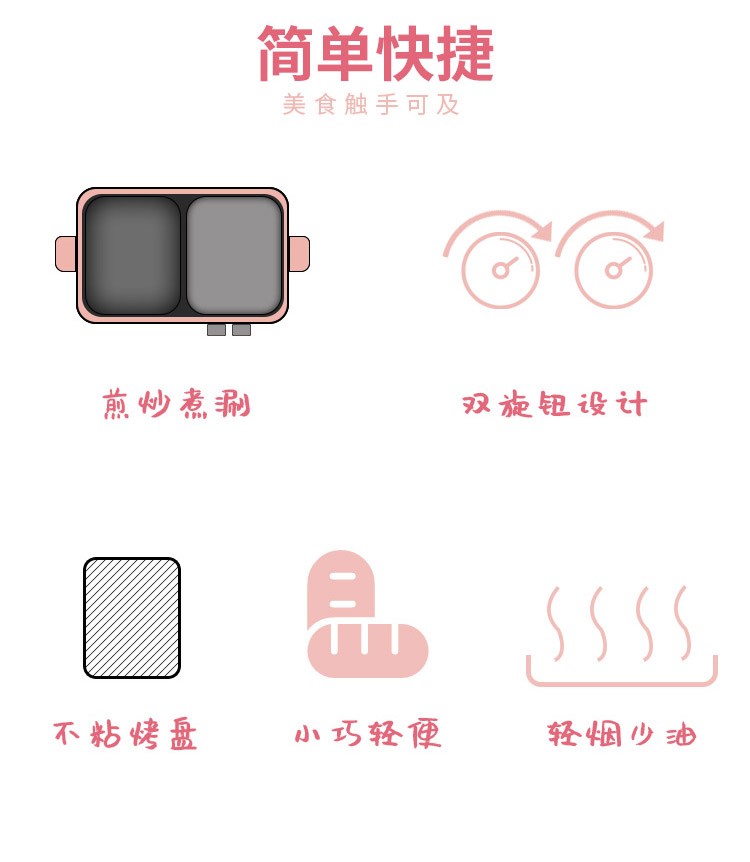 简单快捷
美食触手可及
煎炒煮涮
双旋钮设计
不粘烤盘
小巧轻便
轻烟少油